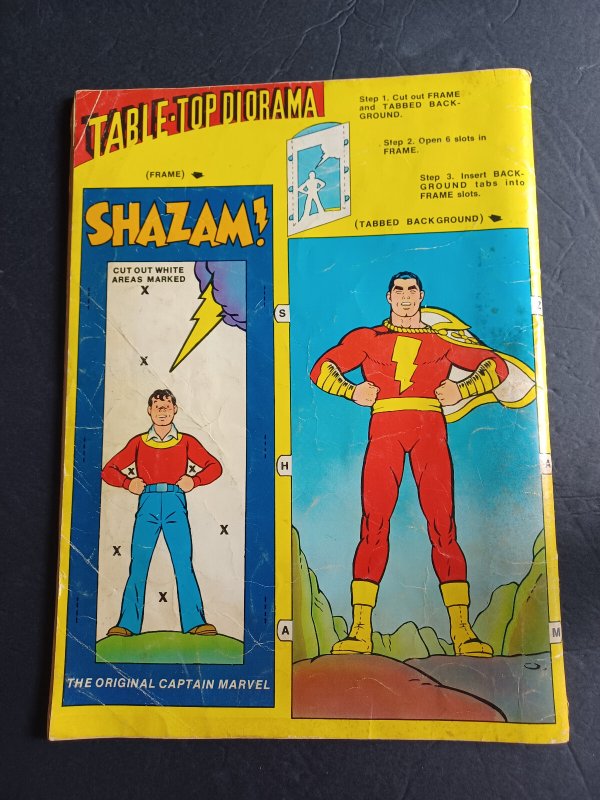 TABLE-TOP DIORAMA
Step 1. Cut out FRAME
and TABBED BACK-
GROUND.
Step 2. Open 6 slots in
FRAME.
Step 3. Insert BACK-
GROUND tabs into
FRAME slots.
(FRAME)
(TABBED BACKGROUND)
SHAZAM!
CUT OUT WHITE
AREAS MARKED
X
X
X X
X
X
X
S
Z
H
A
A
M
THE ORIGINAL CAPTAIN MARVEL